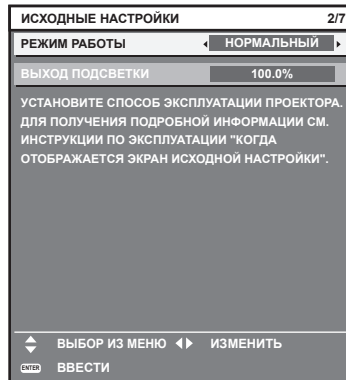 ИСХОДНЫЕ НАСТРОЙКИ 2/7
РЕЖИМ РАБОТЫ НОРМАЛЬНЫЙ
ВЫХОД ПОДСВЕТКИ 100.0%
УСТАНОВИТЕ СПОСОБ ЭКСПЛУАТАЦИИ ПРОЕКТОРА.
ДЛЯ ПОЛУЧЕНИЯ ПОДРОБНОЙ ИНФОРМАЦИИ СМ.
ИНСТРУКЦИИ ПО ЭКСПЛУАТАЦИИ "КОГДА
ОТОБРАЖАЕТСЯ ЭКРАН ИСХОДНОЙ НАСТРОЙКИ".
ВЫБОР ИЗ МЕНЮ ИЗМЕНИТЬ
ENTER ВВЕСТИ